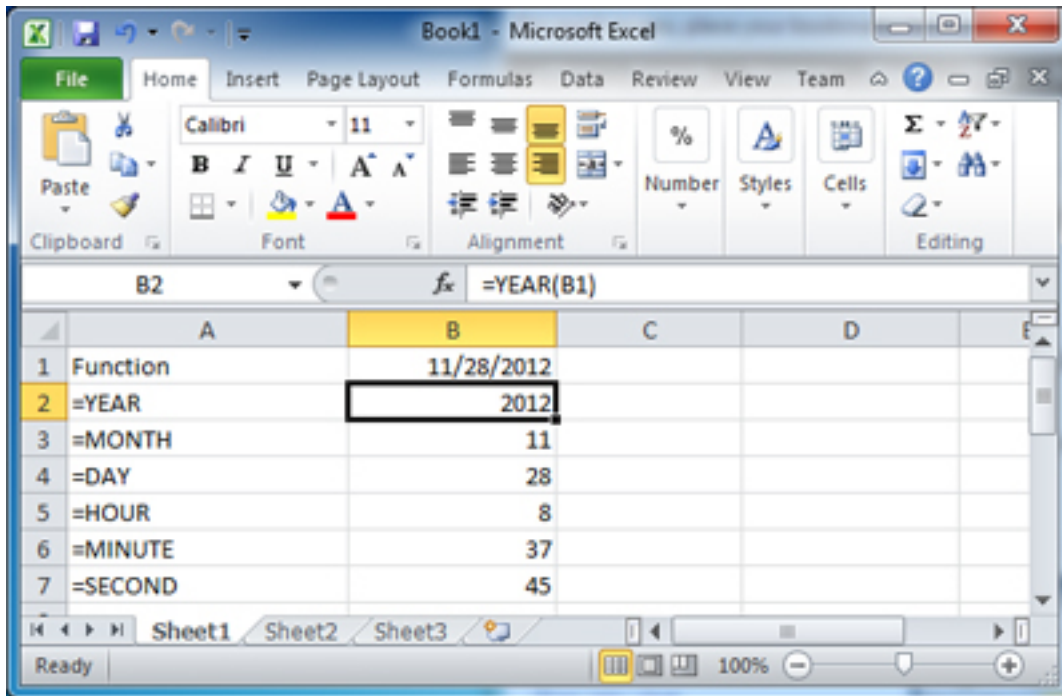 Book1 - Microsoft Excel
File Home Insert Page Layout Formulas Data Review View Team
Paste
Calibri 11
B I U A A
A
% Number
A Styles
Cells
Σ
Clipboard Font Alignment Editing
B2 fx =YEAR(B1)
A B C D E
1 Function 11/28/2012
2 =YEAR 2012
3 =MONTH 11
4 =DAY 28
5 =HOUR 8
6 =MINUTE 37
7 =SECOND 45
Sheet1 Sheet2 Sheet3
Ready 100%